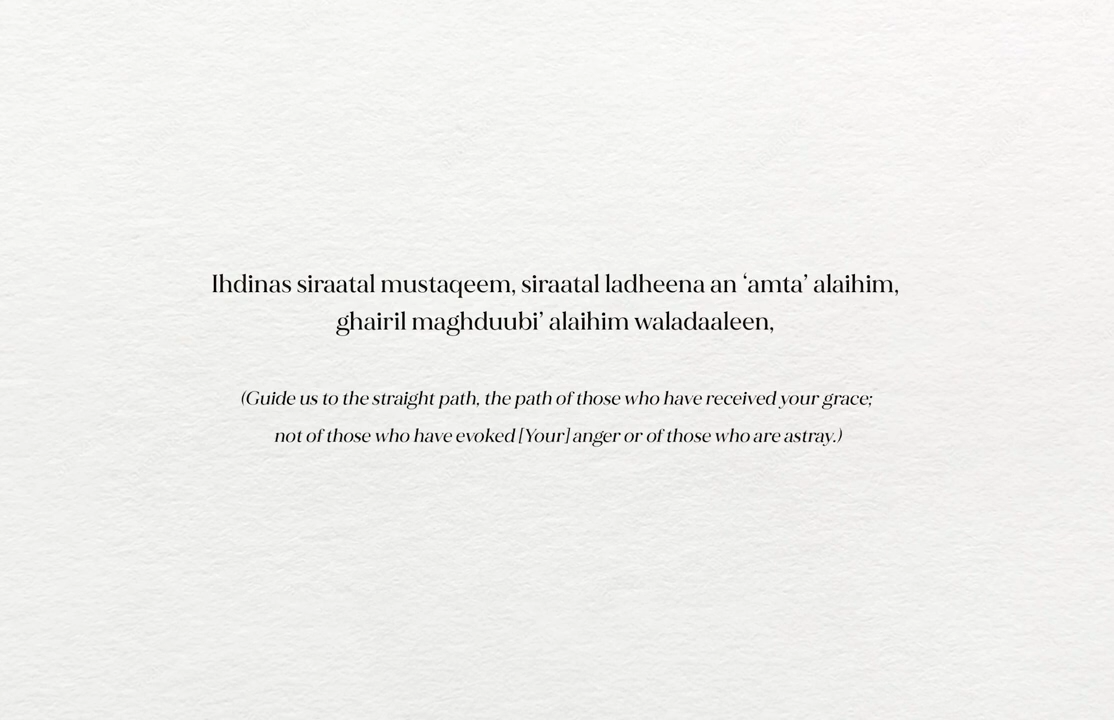 Ihdinas siraatal mustaqeem, siraatal ladheena an ‘amta’ alaihim,
ghairil maghduubi’ alaihim waladaaleen,
(Guide us to the straight path, the path of those who have received your grace;
not of those who have evoked [Your] anger or of those who are astray.)